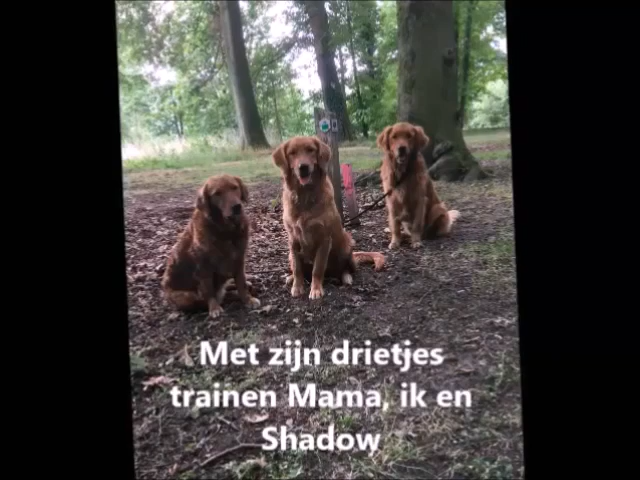 Met zijn drietjes
trainen Mama, ik en
Shadow